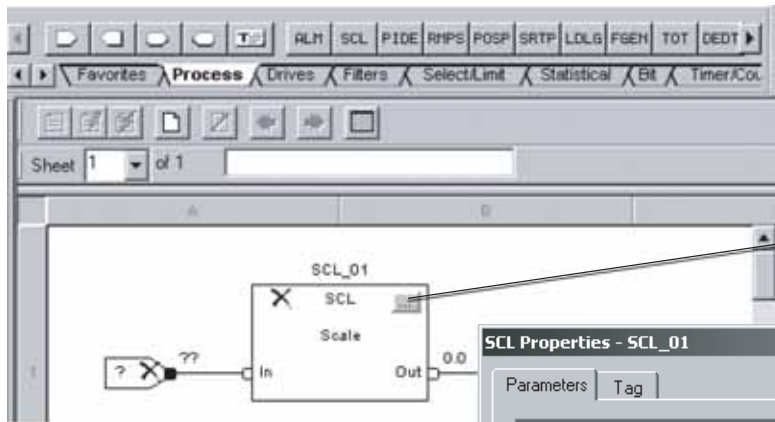 ALM SCL PIDE RMPS POSP SRTP LDLG FGEN TOT DEDT
Favorites Process Drives Filters Select/Limit Statistical Bit Timer/Cou
Sheet 1 of 1
A B
SCL_01
SCL
Scale
? ?? In Out 0.0
1
SCL Properties - SCL_01
Parameters Tag